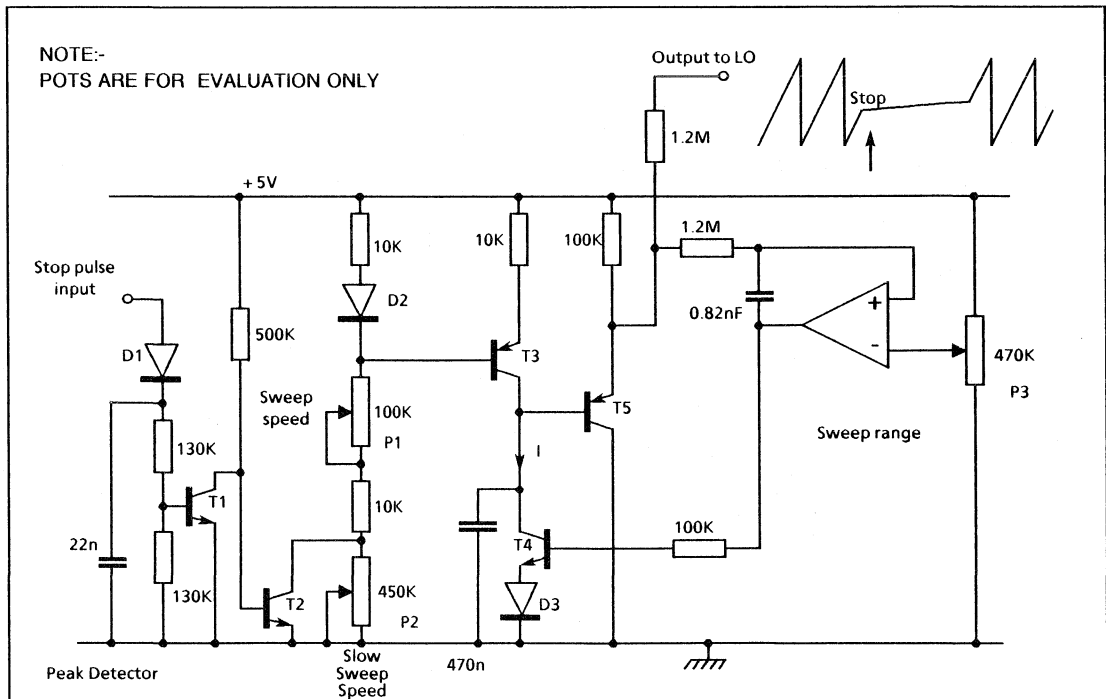 NOTE:-
POTS ARE FOR EVALUATION ONLY
Output to LO
Stop
1.2M
+ 5V
10K
10K
100K
1.2M
Stop pulse
input
D2
0.82nF
+
-
500K
D1
T3
470K
P3
Sweep
speed
100K
P1
T5
Sweep range
130K
I
T1
10K
T4
100K
22n
130K
T2
450K
P2
D3
Peak Detector
Slow
Sweep
Speed
470n